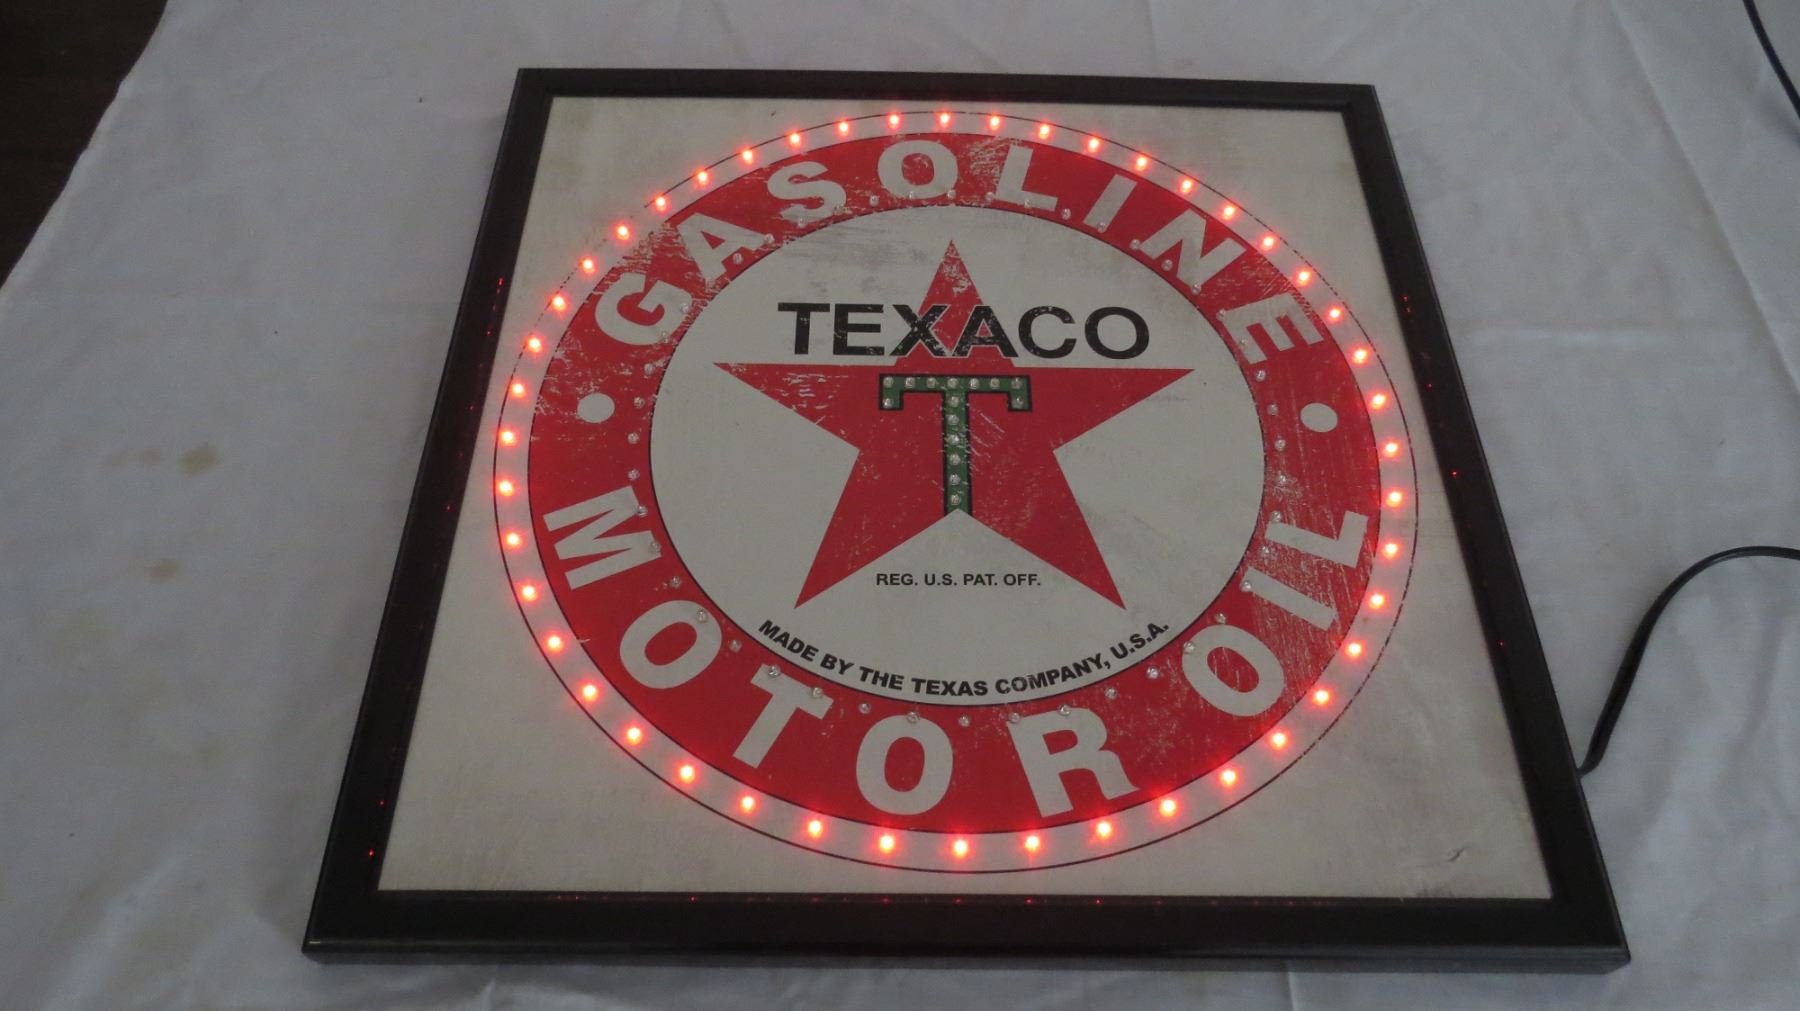 GASOLINE
TEXACO
T
REG. U.S. PAT. OFF.
MADE BY THE TEXAS COMPANY, U.S.A.
MOTOR OIL